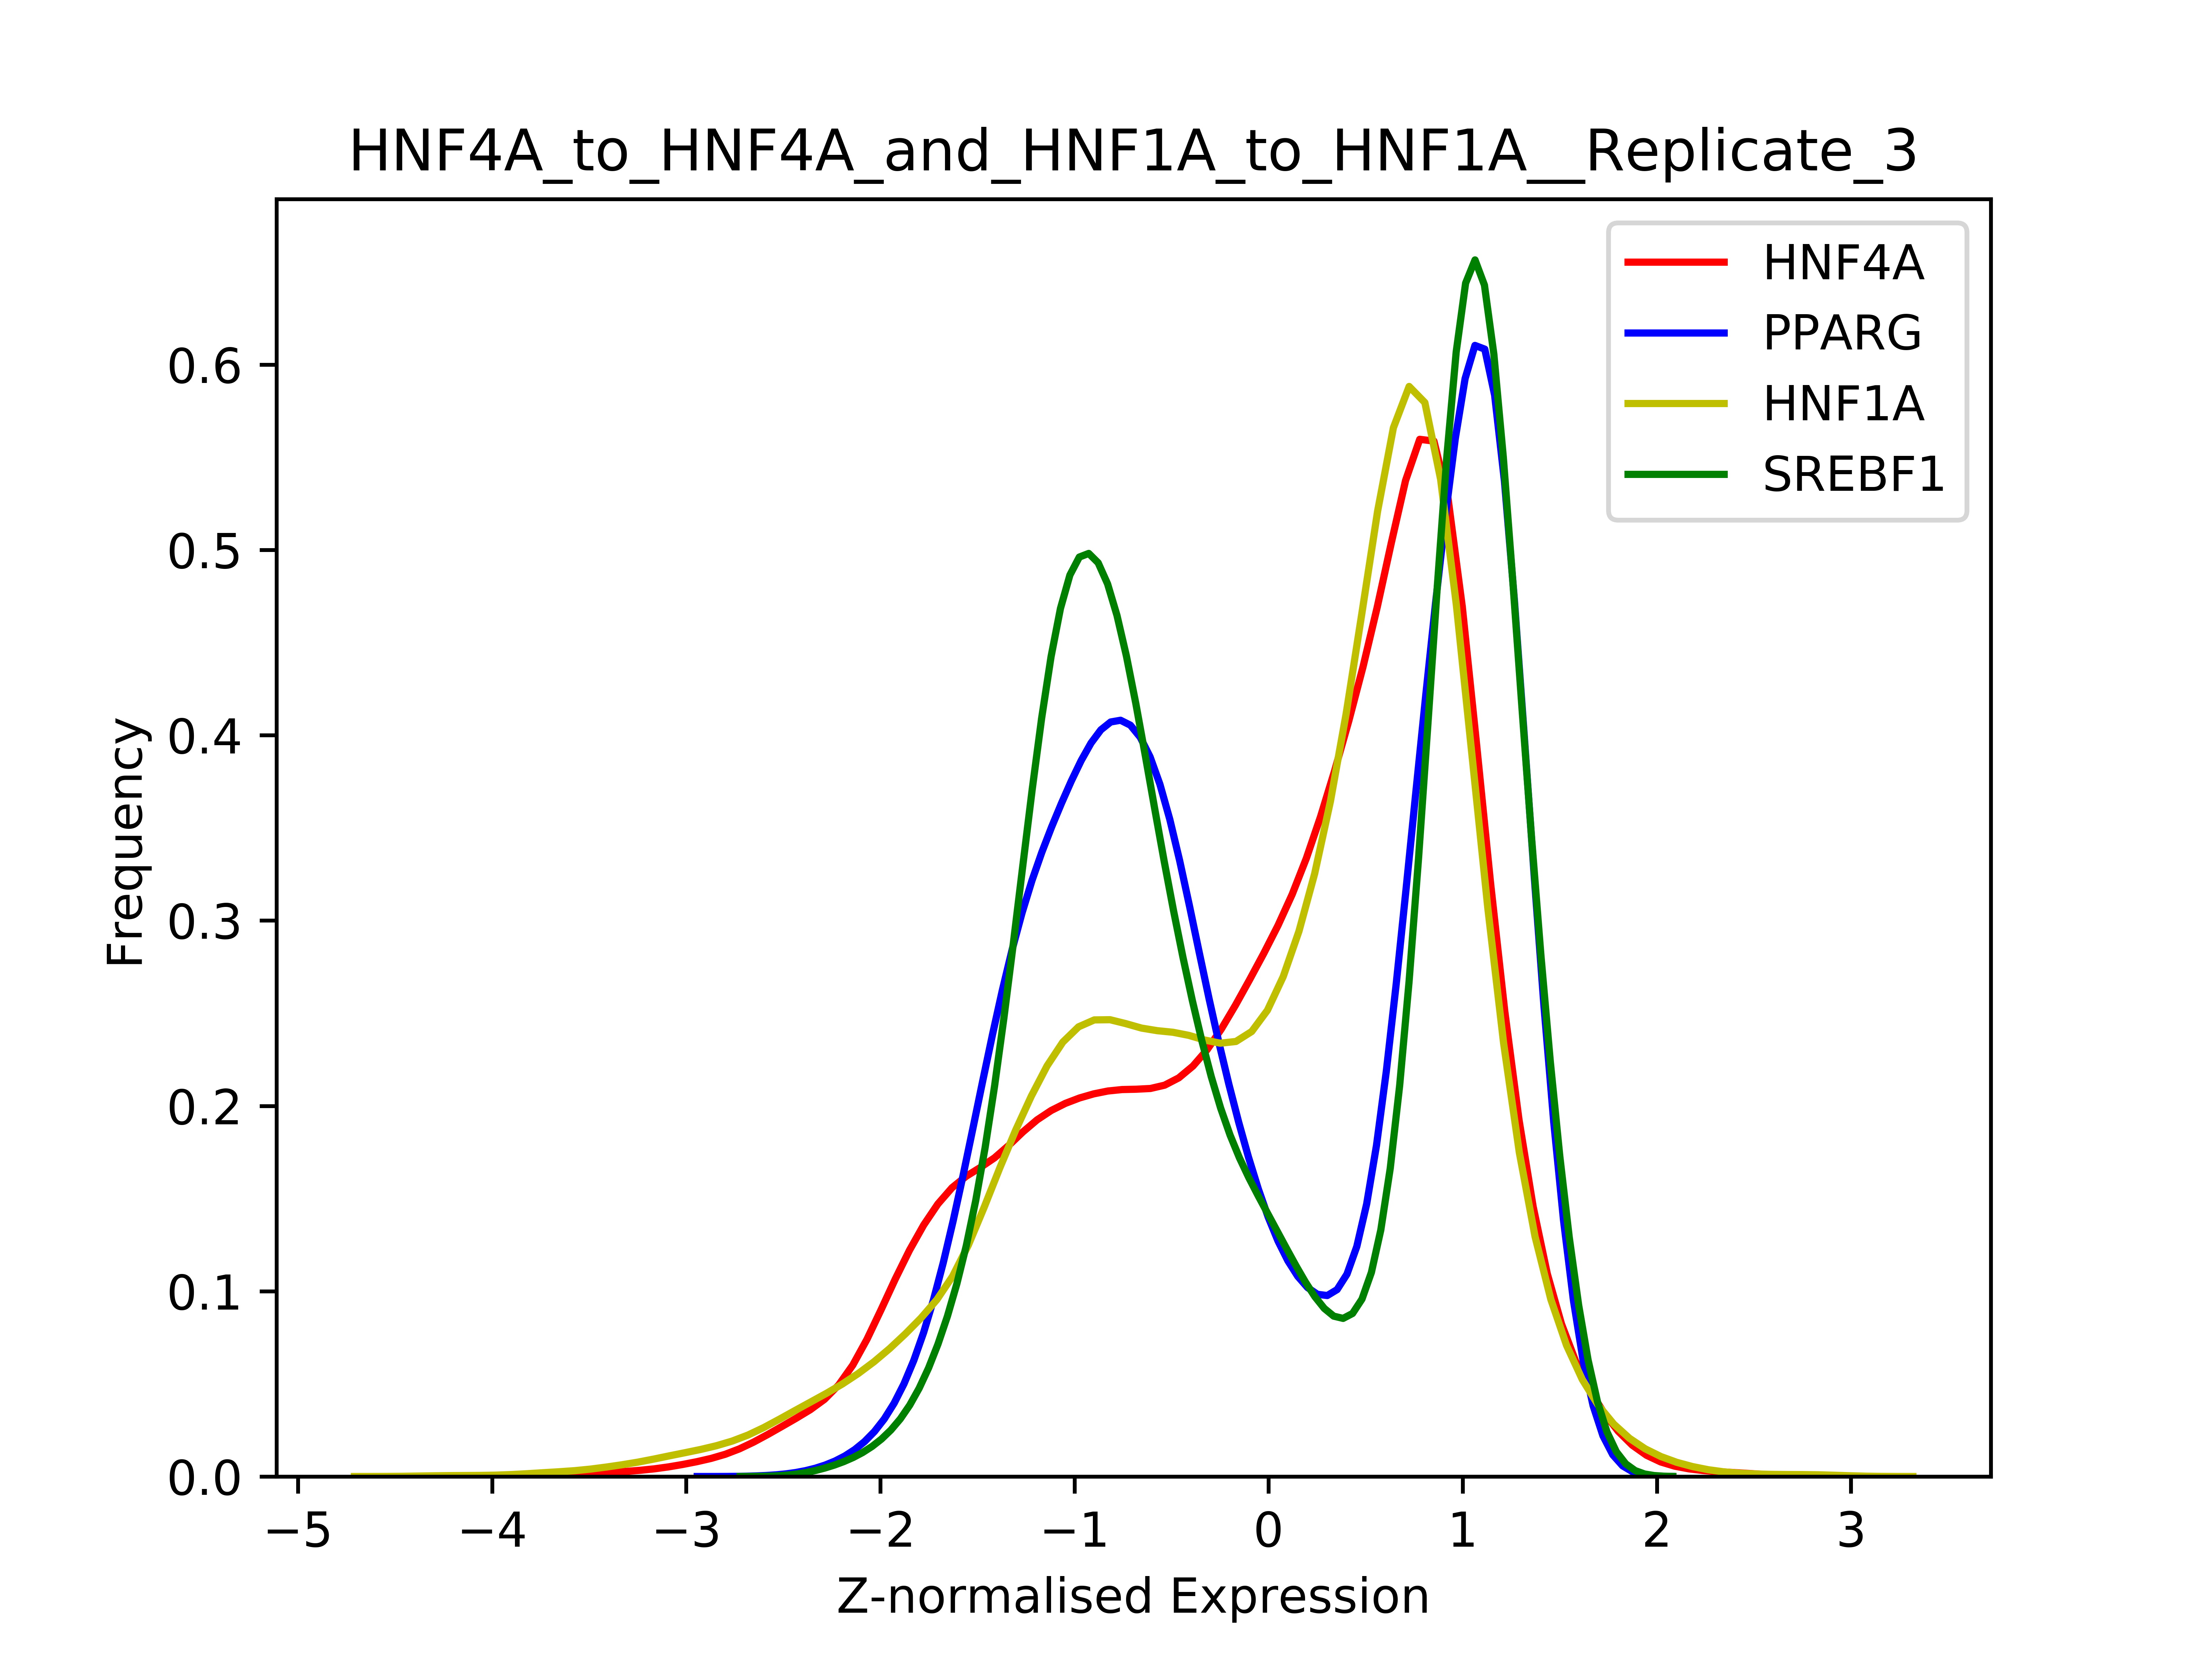 HNF4A_to_HNF4A_and_HNF1A_to_HNF1A__Replicate_3
HNF4A
PPARG
HNF1A
SREBF1
Frequency
0.6
0.5
0.4
0.3
0.2
0.1
0.0
−5 −4 −3 −2 −1 0 1 2 3
Z-normalised Expression